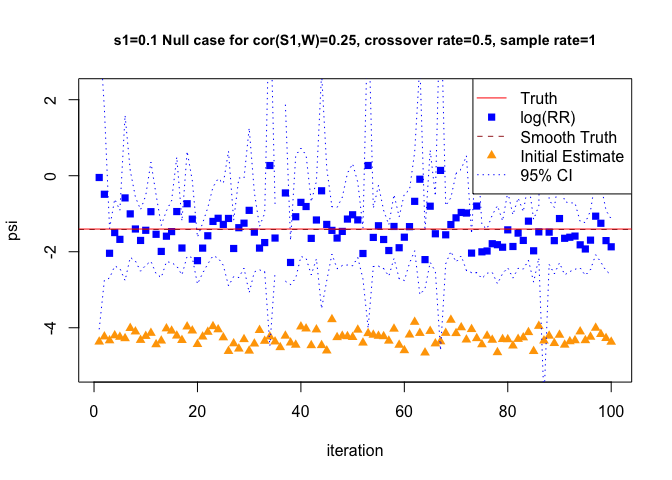 s1=0.1 Null case for cor(S1,W)=0.25, crossover rate=0.5, sample rate=1
Truth
log(RR)
Smooth Truth
Initial Estimate
95% CI
psi
2
0
-2
-4
0 20 40 60 80 100
iteration